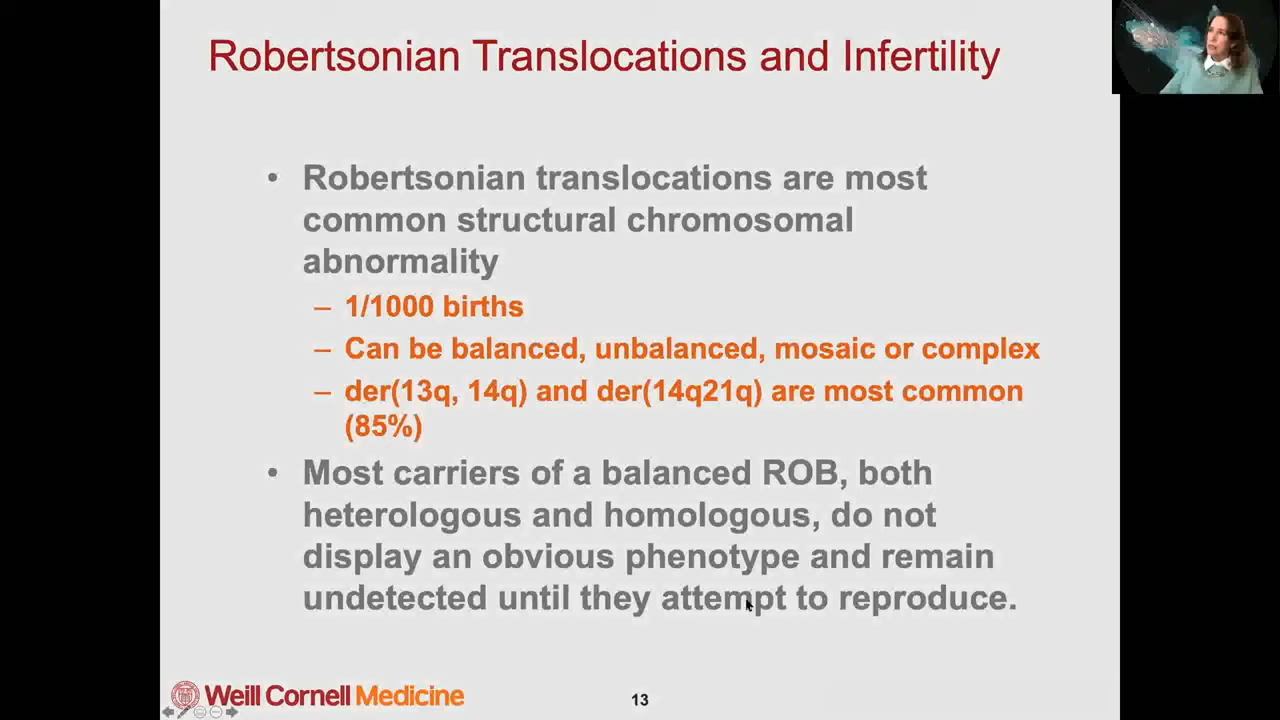 Robertsonian Translocations and Infertility
• Robertsonian translocations are most
common structural chromosomal
abnormality
– 1/1000 births
– Can be balanced, unbalanced, mosaic or complex
– der(13q, 14q) and der(14q21q) are most common
(85%)
• Most carriers of a balanced ROB, both
heterologous and homologous, do not
display an obvious phenotype and remain
undetected until they attempt to reproduce.
Weill Cornell Medicine
13